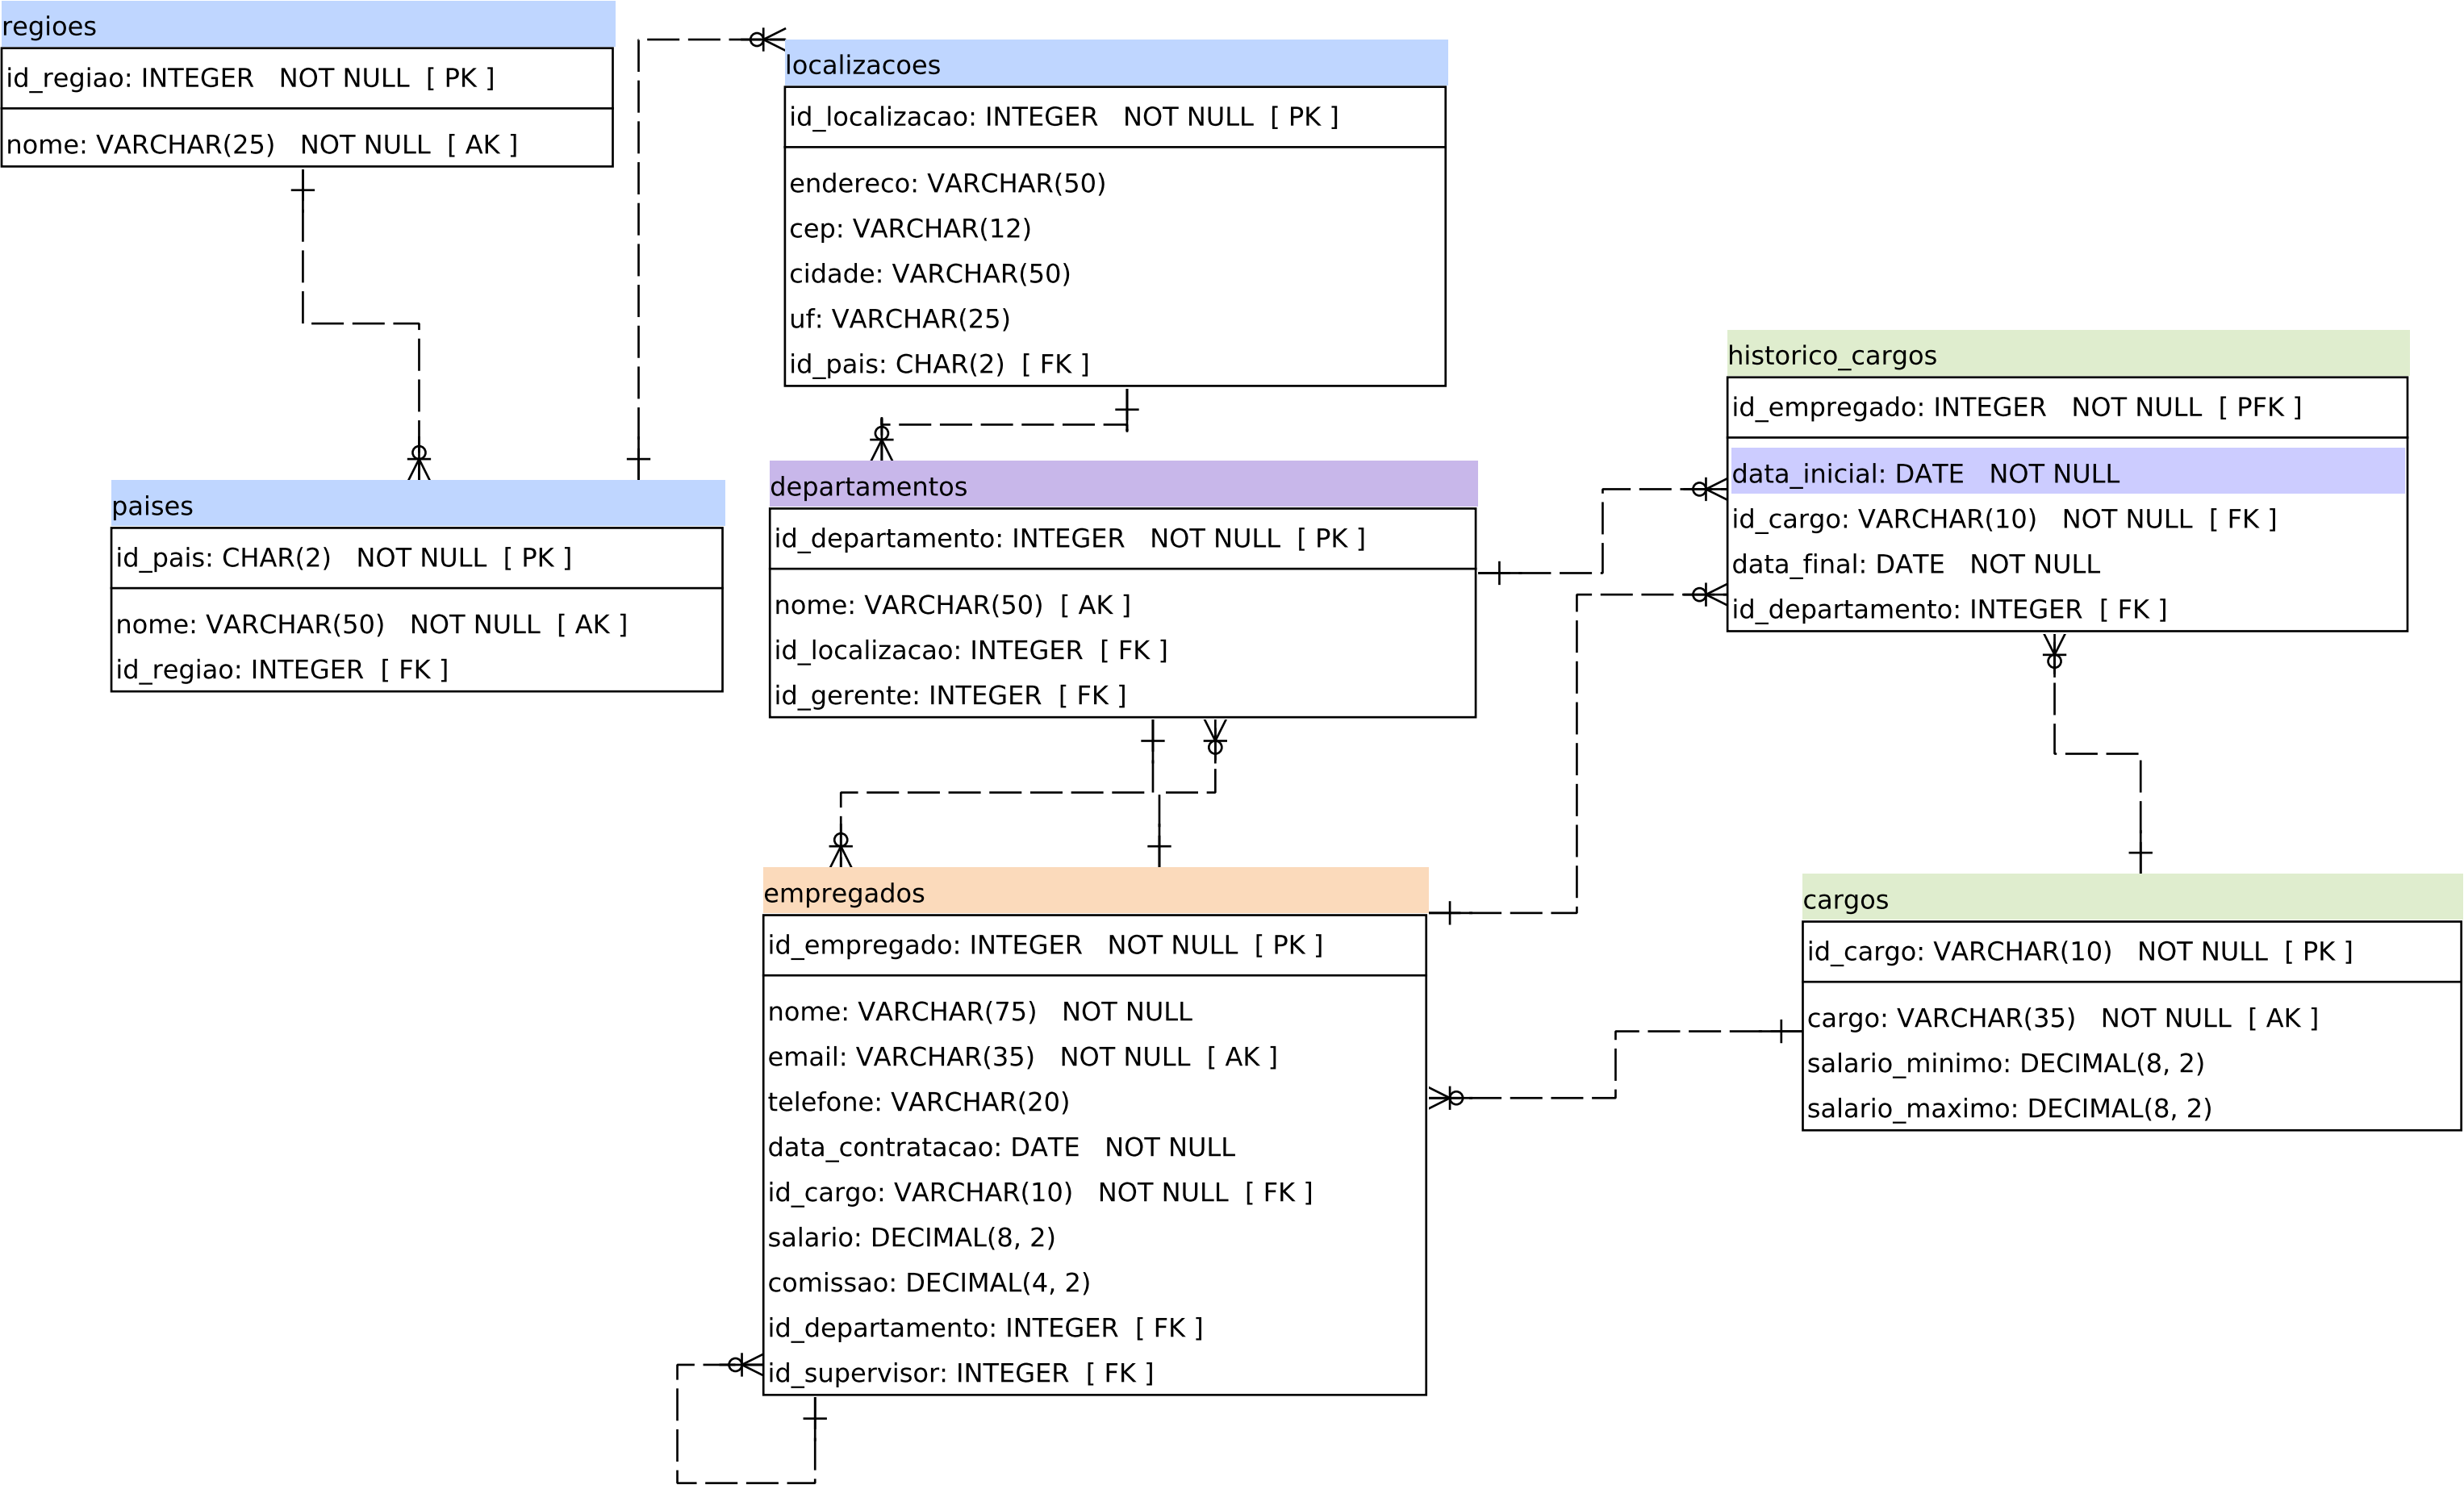 regioes
id_regiao: INTEGER   NOT NULL  [ PK ]
nome: VARCHAR(25)   NOT NULL  [ AK ]
localizacoes
id_localizacao: INTEGER   NOT NULL  [ PK ]
endereco: VARCHAR(50)
cep: VARCHAR(12)
cidade: VARCHAR(50)
uf: VARCHAR(25)
id_pais: CHAR(2)  [ FK ]
historico_cargos
id_empregado: INTEGER   NOT NULL  [ PFK ]
data_inicial: DATE   NOT NULL
id_cargo: VARCHAR(10)   NOT NULL  [ FK ]
data_final: DATE   NOT NULL
id_departamento: INTEGER  [ FK ]
paises
id_pais: CHAR(2)   NOT NULL  [ PK ]
nome: VARCHAR(50)   NOT NULL  [ AK ]
id_regiao: INTEGER  [ FK ]
departamentos
id_departamento: INTEGER   NOT NULL  [ PK ]
nome: VARCHAR(50)  [ AK ]
id_localizacao: INTEGER  [ FK ]
id_gerente: INTEGER  [ FK ]
empregados
id_empregado: INTEGER   NOT NULL  [ PK ]
nome: VARCHAR(75)   NOT NULL
email: VARCHAR(35)   NOT NULL  [ AK ]
telefone: VARCHAR(20)
data_contratacao: DATE   NOT NULL
id_cargo: VARCHAR(10)   NOT NULL  [ FK ]
salario: DECIMAL(8, 2)
comissao: DECIMAL(4, 2)
id_departamento: INTEGER  [ FK ]
id_supervisor: INTEGER  [ FK ]
cargos
id_cargo: VARCHAR(10)   NOT NULL  [ PK ]
cargo: VARCHAR(35)   NOT NULL  [ AK ]
salario_minimo: DECIMAL(8, 2)
salario_maximo: DECIMAL(8, 2)